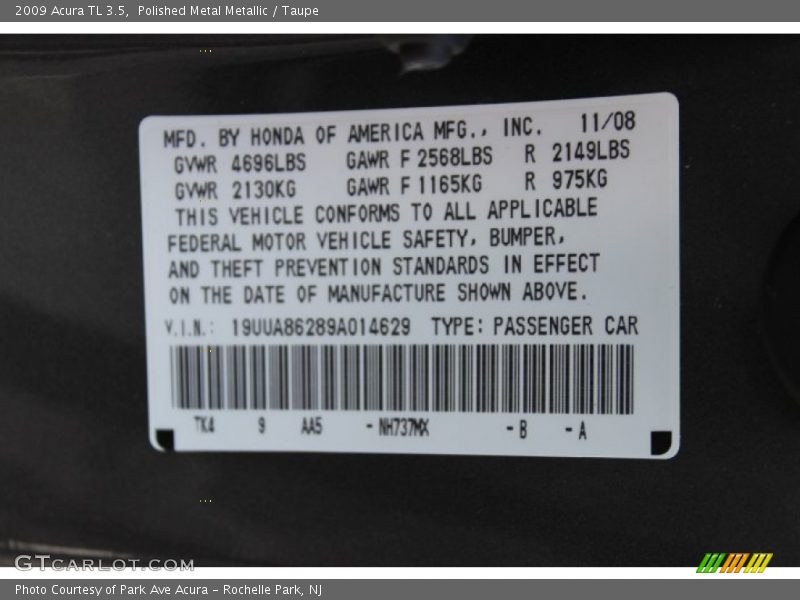 2009 Acura TL 3.5,  Polished Metal Metallic / Taupe
MFD. BY HONDA OF AMERICA MFG., INC. 11/08
GVWR 4696LBS GAWR F 2568LBS R 2149LBS
GVWR 2130KG GAWR F 1165KG R 975KG
THIS VEHICLE CONFORMS TO ALL APPLICABLE
FEDERAL MOTOR VEHICLE SAFETY, BUMPER,
AND THEFT PREVENTION STANDARDS IN EFFECT
ON THE DATE OF MANUFACTURE SHOWN ABOVE.
V.I.N.: 19UUA86289A014629 TYPE: PASSENGER CAR
TK4 9 AA5 - NH737MX - B - A
GTCARLOT.COM
Photo Courtesy of Park Ave Acura - Rochelle Park, NJ